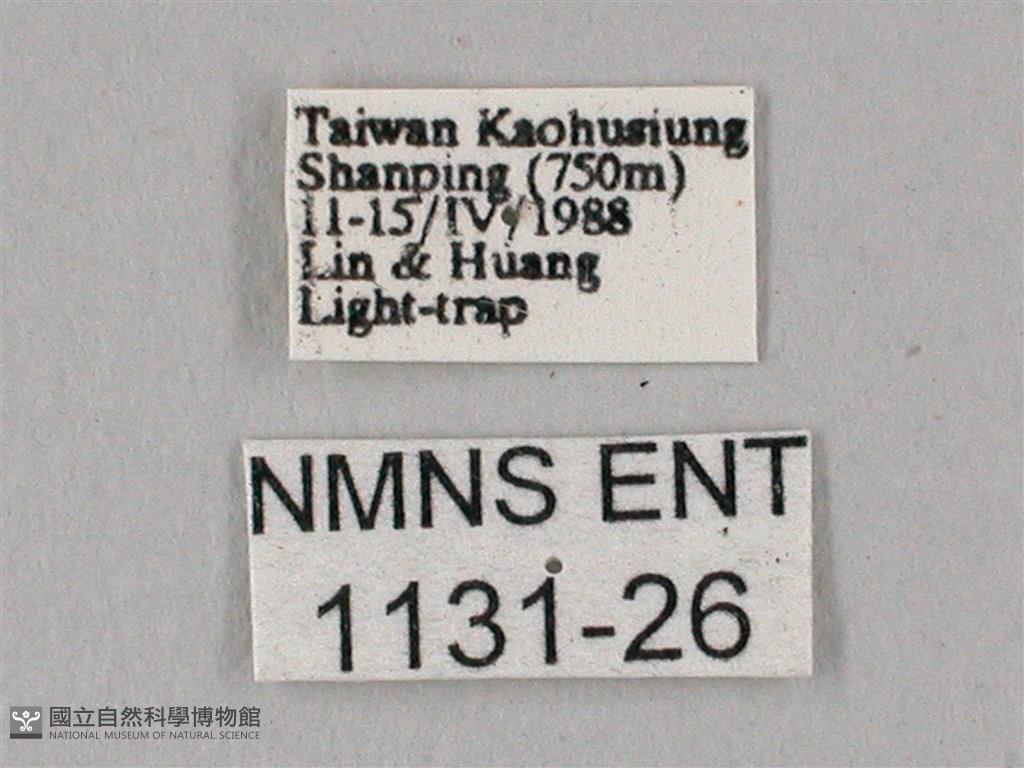 Taiwan Kaohusiung
Shanping (750m)
11-15/IV/1988
Lin & Huang
Light-trap
NMNS ENT
1131-26
國立自然科學博物館
NATIONAL MUSEUM OF NATURAL SCIENCE